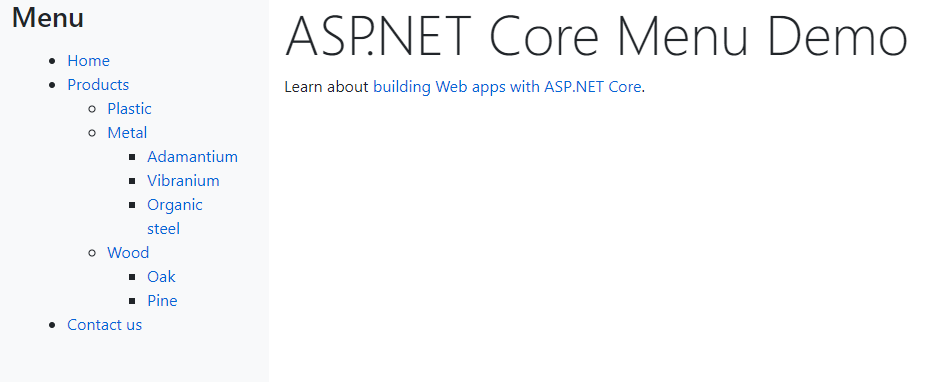 Menu
Home
Products
Plastic
Metal
Adamantium
Vibranium
Organic
steel
Wood
Oak
Pine
Contact us
ASP.NET Core Menu Demo
Learn about building Web apps with ASP.NET Core.